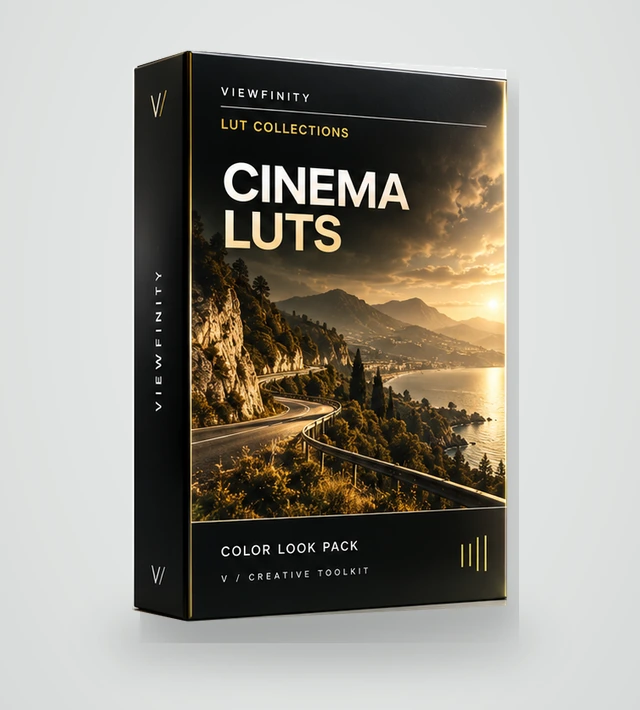 V/
VIEWFINITY
V/
VIEWFINITY
LUT COLLECTIONS
CINEMA
LUTS
COLOR LOOK PACK
V / CREATIVE TOOLKIT